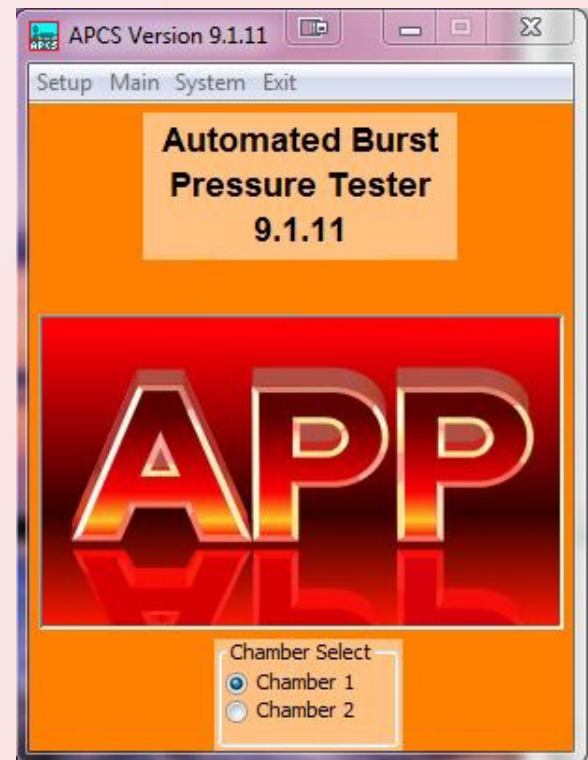 APCS Version 9.1.11
Setup Main System Exit
Automated Burst
Pressure Tester
9.1.11
APP
Chamber Select
Chamber 1
Chamber 2